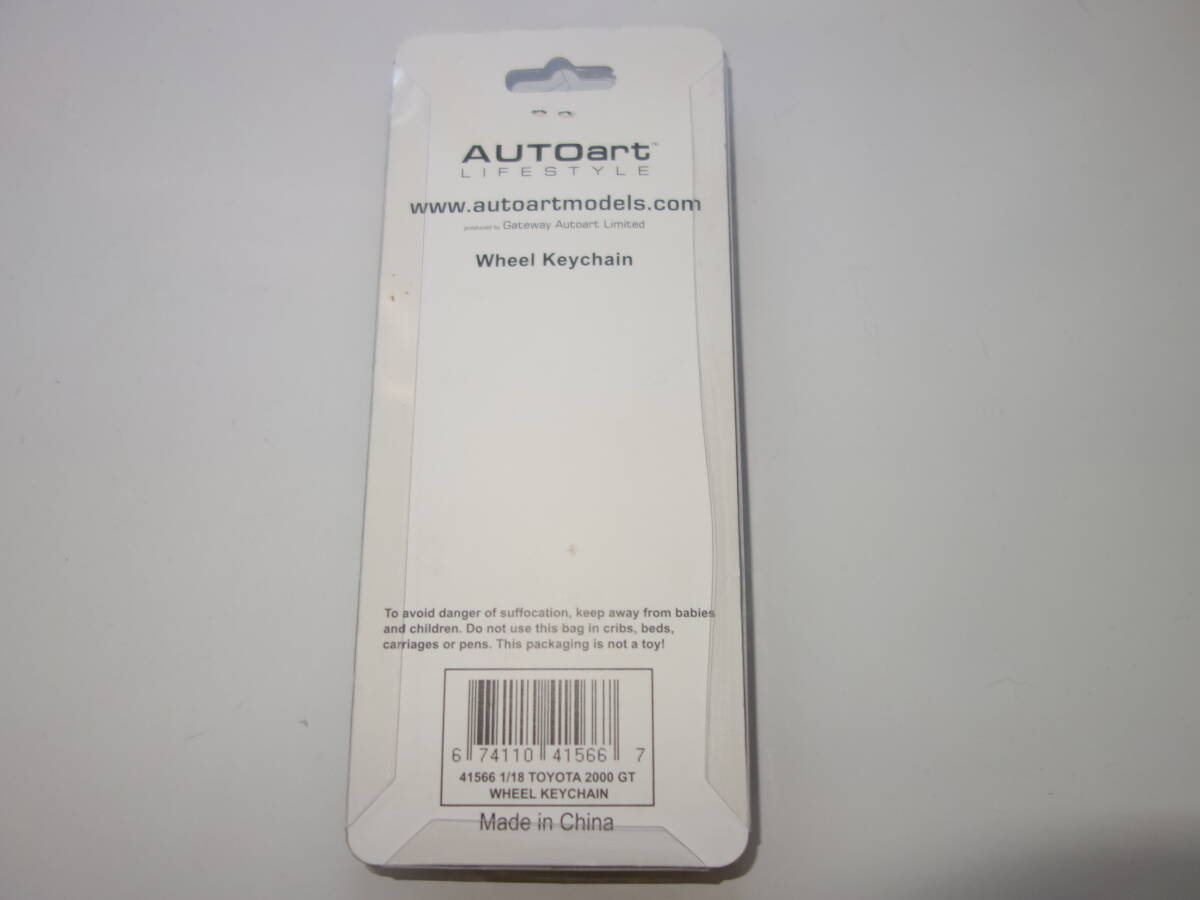 AUTOart™
LIFESTYLE
www.autoartmodels.com
produced by Gateway Autoart Limited
Wheel Keychain
To avoid danger of suffocation, keep away from babies
and children. Do not use this bag in cribs, beds,
carriages or pens. This packaging is not a toy!
6 74110 41566 7
41566 1/18 TOYOTA 2000 GT
WHEEL KEYCHAIN
Made in China